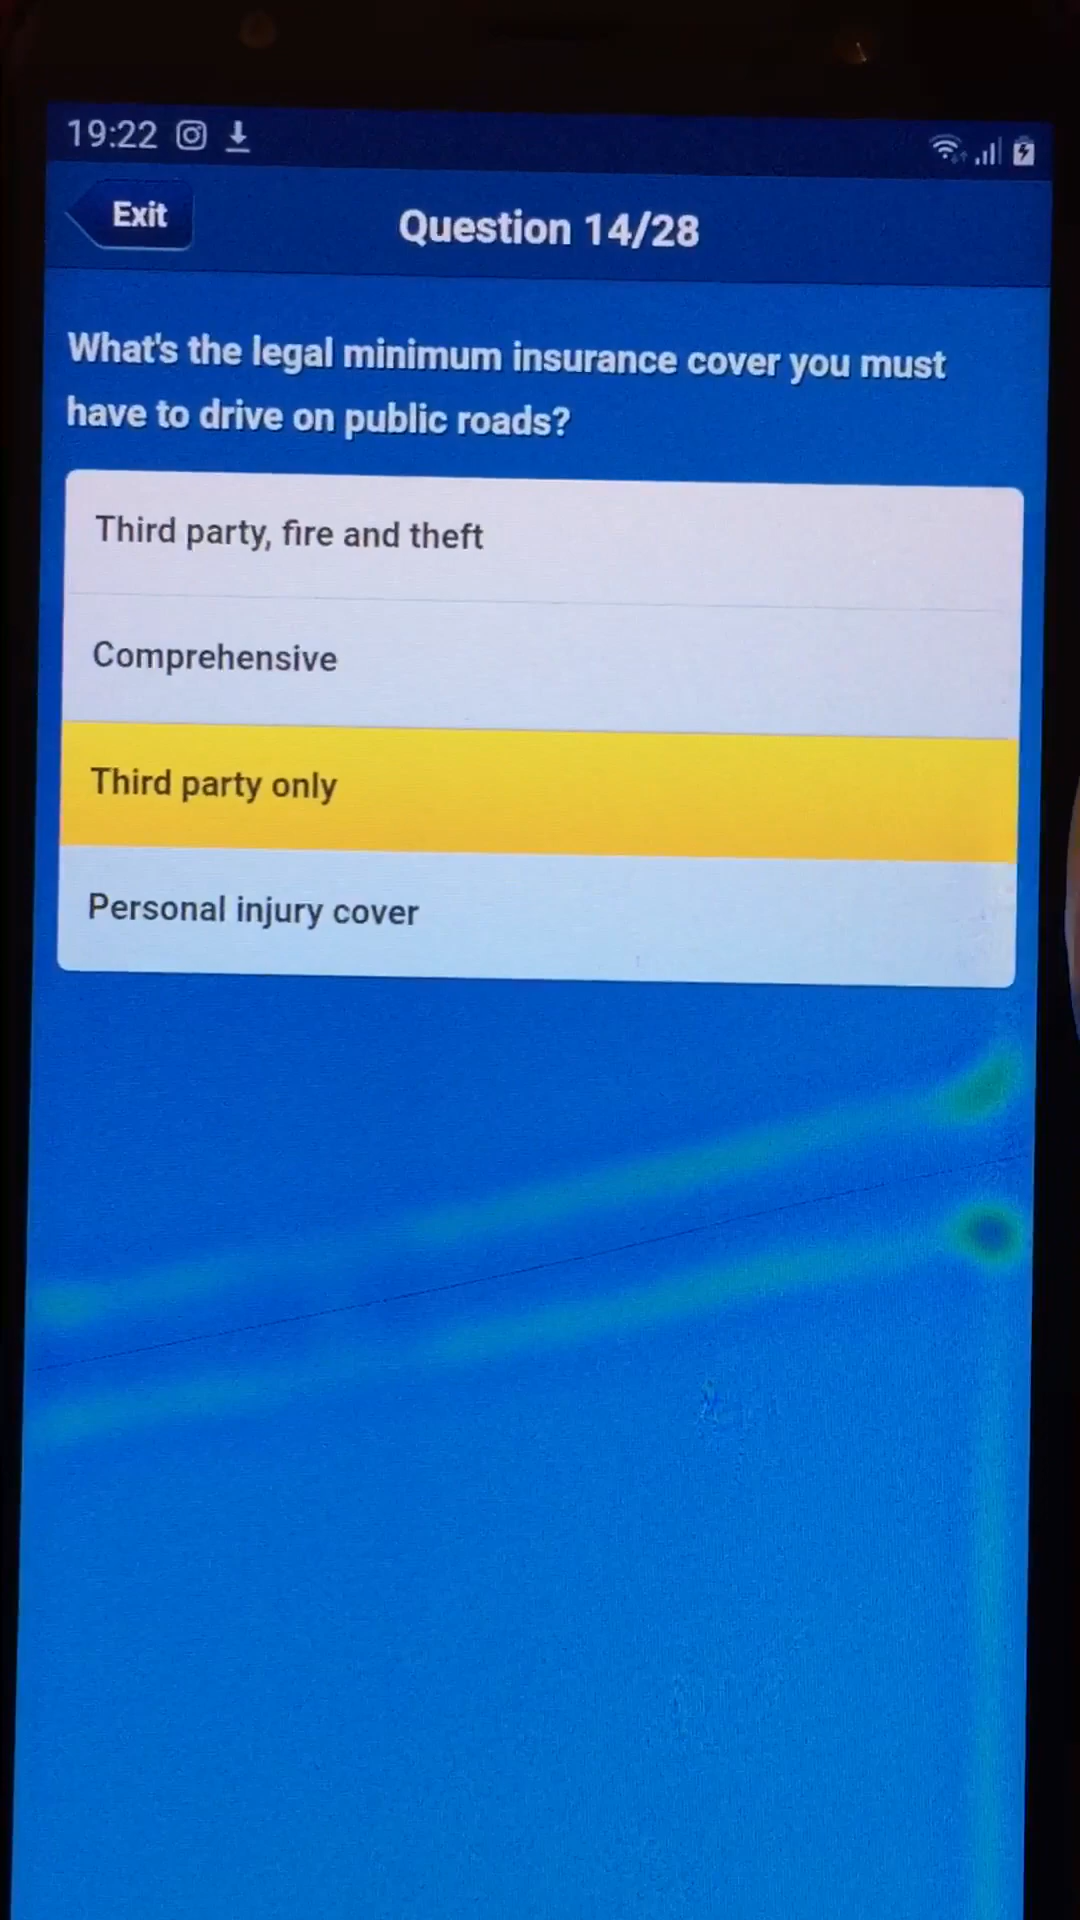 19:22
Exit
Question 14/28
What's the legal minimum insurance cover you must
have to drive on public roads?
Third party, fire and theft
Comprehensive
Third party only
Personal injury cover